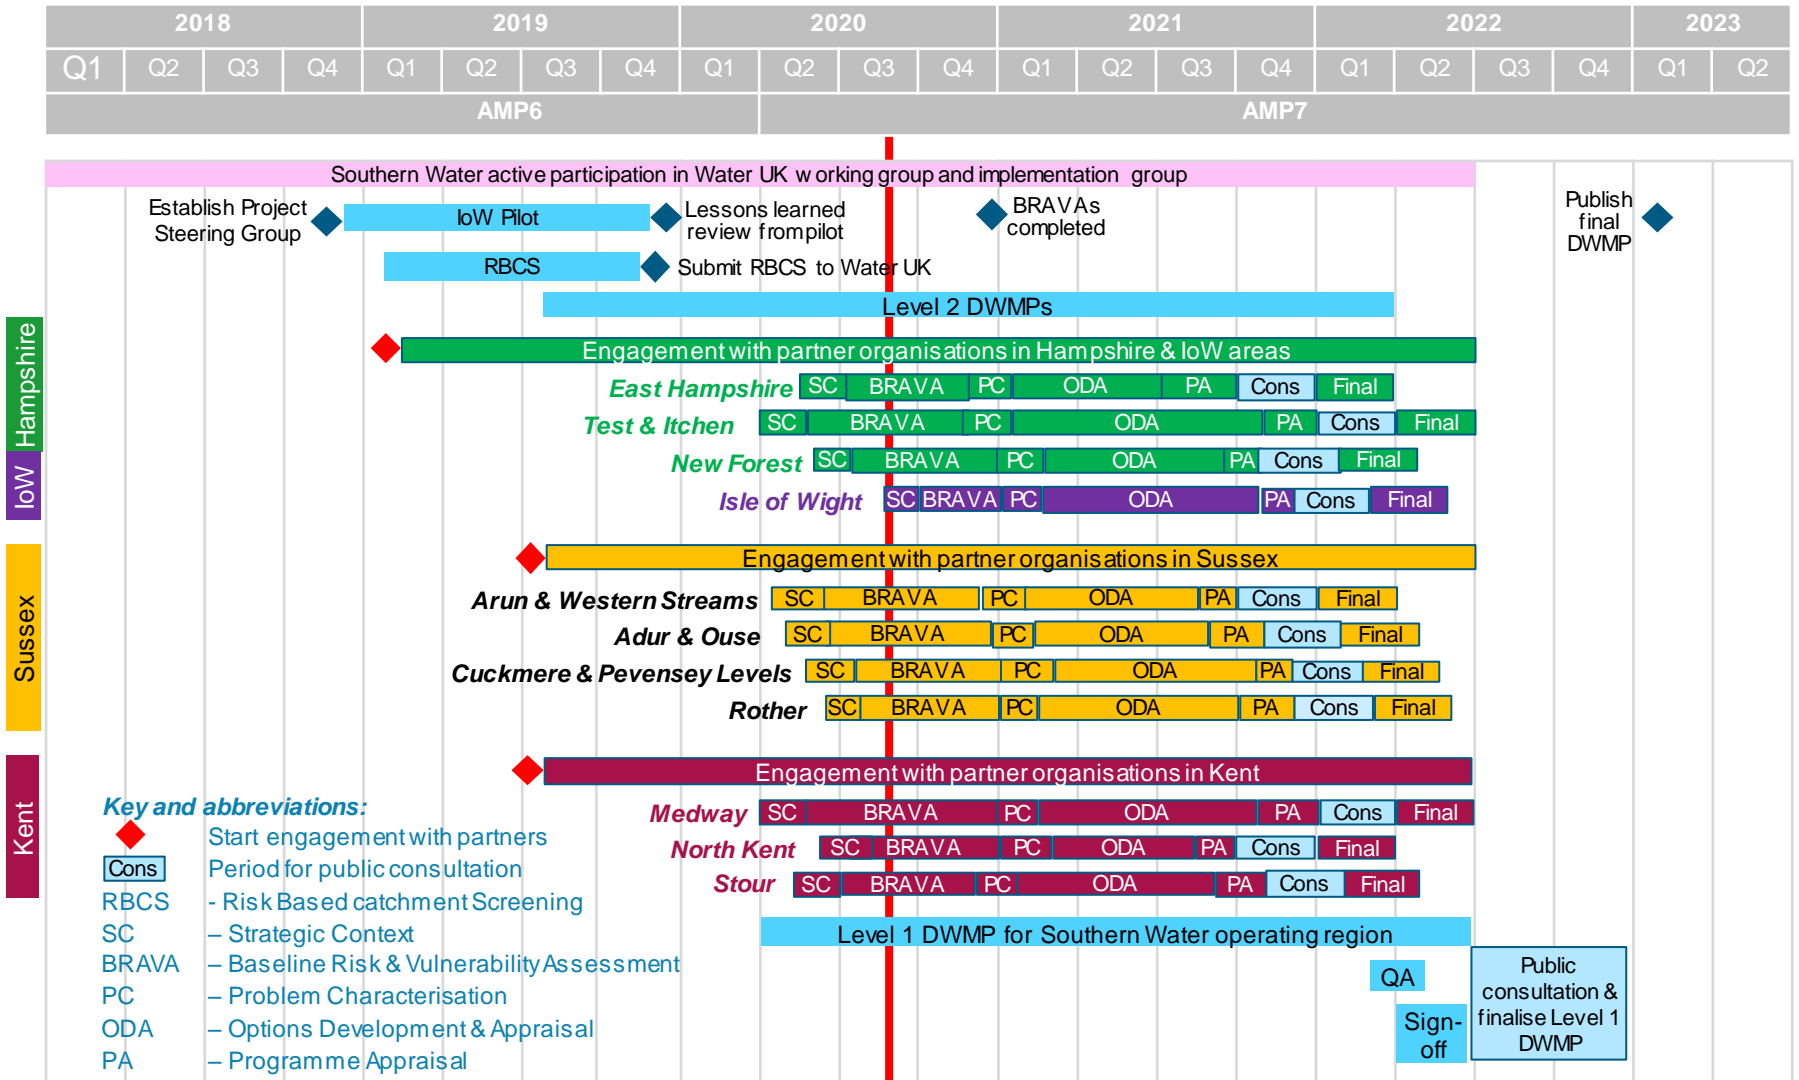 2018 2019 2020 2021 2022 2023
Q1 Q2 Q3 Q4 Q1 Q2 Q3 Q4 Q1 Q2 Q3 Q4 Q1 Q2 Q3 Q4 Q1 Q2 Q3 Q4 Q1 Q2
AMP6 AMP7
Southern Water active participation in Water UK working group and implementation group
Establish Project
Steering Group
IoW Pilot
Lessons learned
review from pilot
BRAVAs
completed
Publish
final
DWMP
RBCS
Submit RBCS to Water UK
Level 2 DWMPs
Hampshire
Engagement with partner organisations in Hampshire & IoW areas
East Hampshire SC BRAVA PC ODA PA Cons Final
Test & Itchen SC BRAVA PC ODA PA Cons Final
New Forest SC BRAVA PC ODA PA Cons Final
IoW
Isle of Wight SC BRAVA PC ODA PA Cons Final
Sussex
Engagement with partner organisations in Sussex
Arun & Western Streams SC BRAVA PC ODA PA Cons Final
Adur & Ouse SC BRAVA PC ODA PA Cons Final
Cuckmere & Pevensey Levels SC BRAVA PC ODA PA Cons Final
Rother SC BRAVA PC ODA PA Cons Final
Kent
Engagement with partner organisations in Kent
Medway SC BRAVA PC ODA PA Cons Final
North Kent SC BRAVA PC ODA PA Cons Final
Stour SC BRAVA PC ODA PA Cons Final
Level 1 DWMP for Southern Water operating region
QA
Sign-
off
Public
consultation &
finalise Level 1
DWMP
Key and abbreviations:
Start engagement with partners
Cons Period for public consultation
RBCS - Risk Based catchment Screening
SC – Strategic Context
BRAVA – Baseline Risk & Vulnerability Assessment
PC – Problem Characterisation
ODA – Options Development & Appraisal
PA – Programme Appraisal